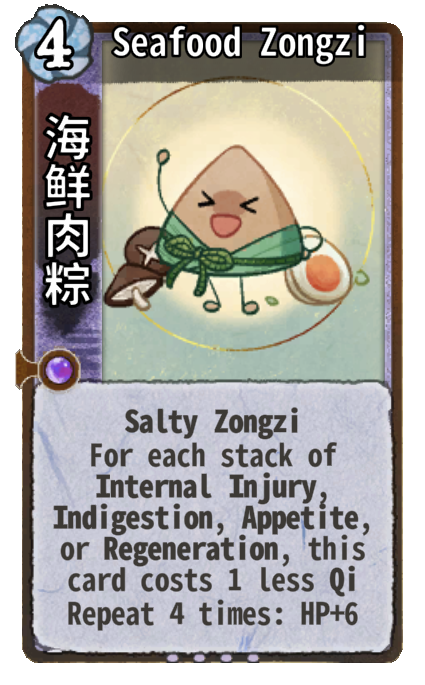 4
Seafood Zongzi
海鲜肉粽
Salty Zongzi
For each stack of
Internal Injury,
Indigestion, Appetite,
or Regeneration, this
card costs 1 less Qi
Repeat 4 times: HP+6